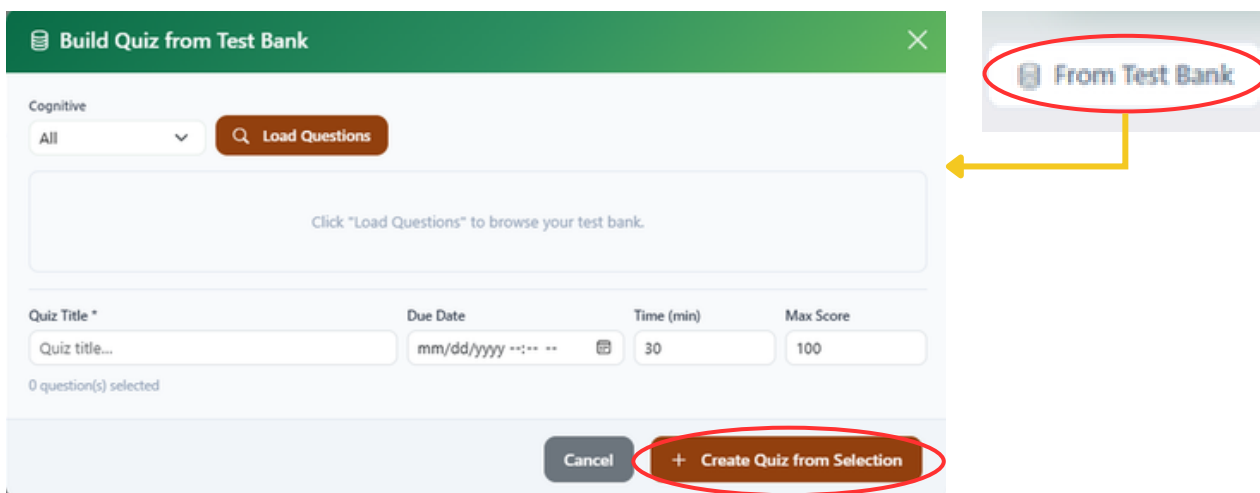 Build Quiz from Test Bank
From Test Bank
Cognitive
All
Load Questions
Click "Load Questions" to browse your test bank.
Quiz Title * Due Date Time (min) Max Score
Quiz title... mm/dd/yyyy --:-- -- 30 100
0 question(s) selected
Cancel + Create Quiz from Selection